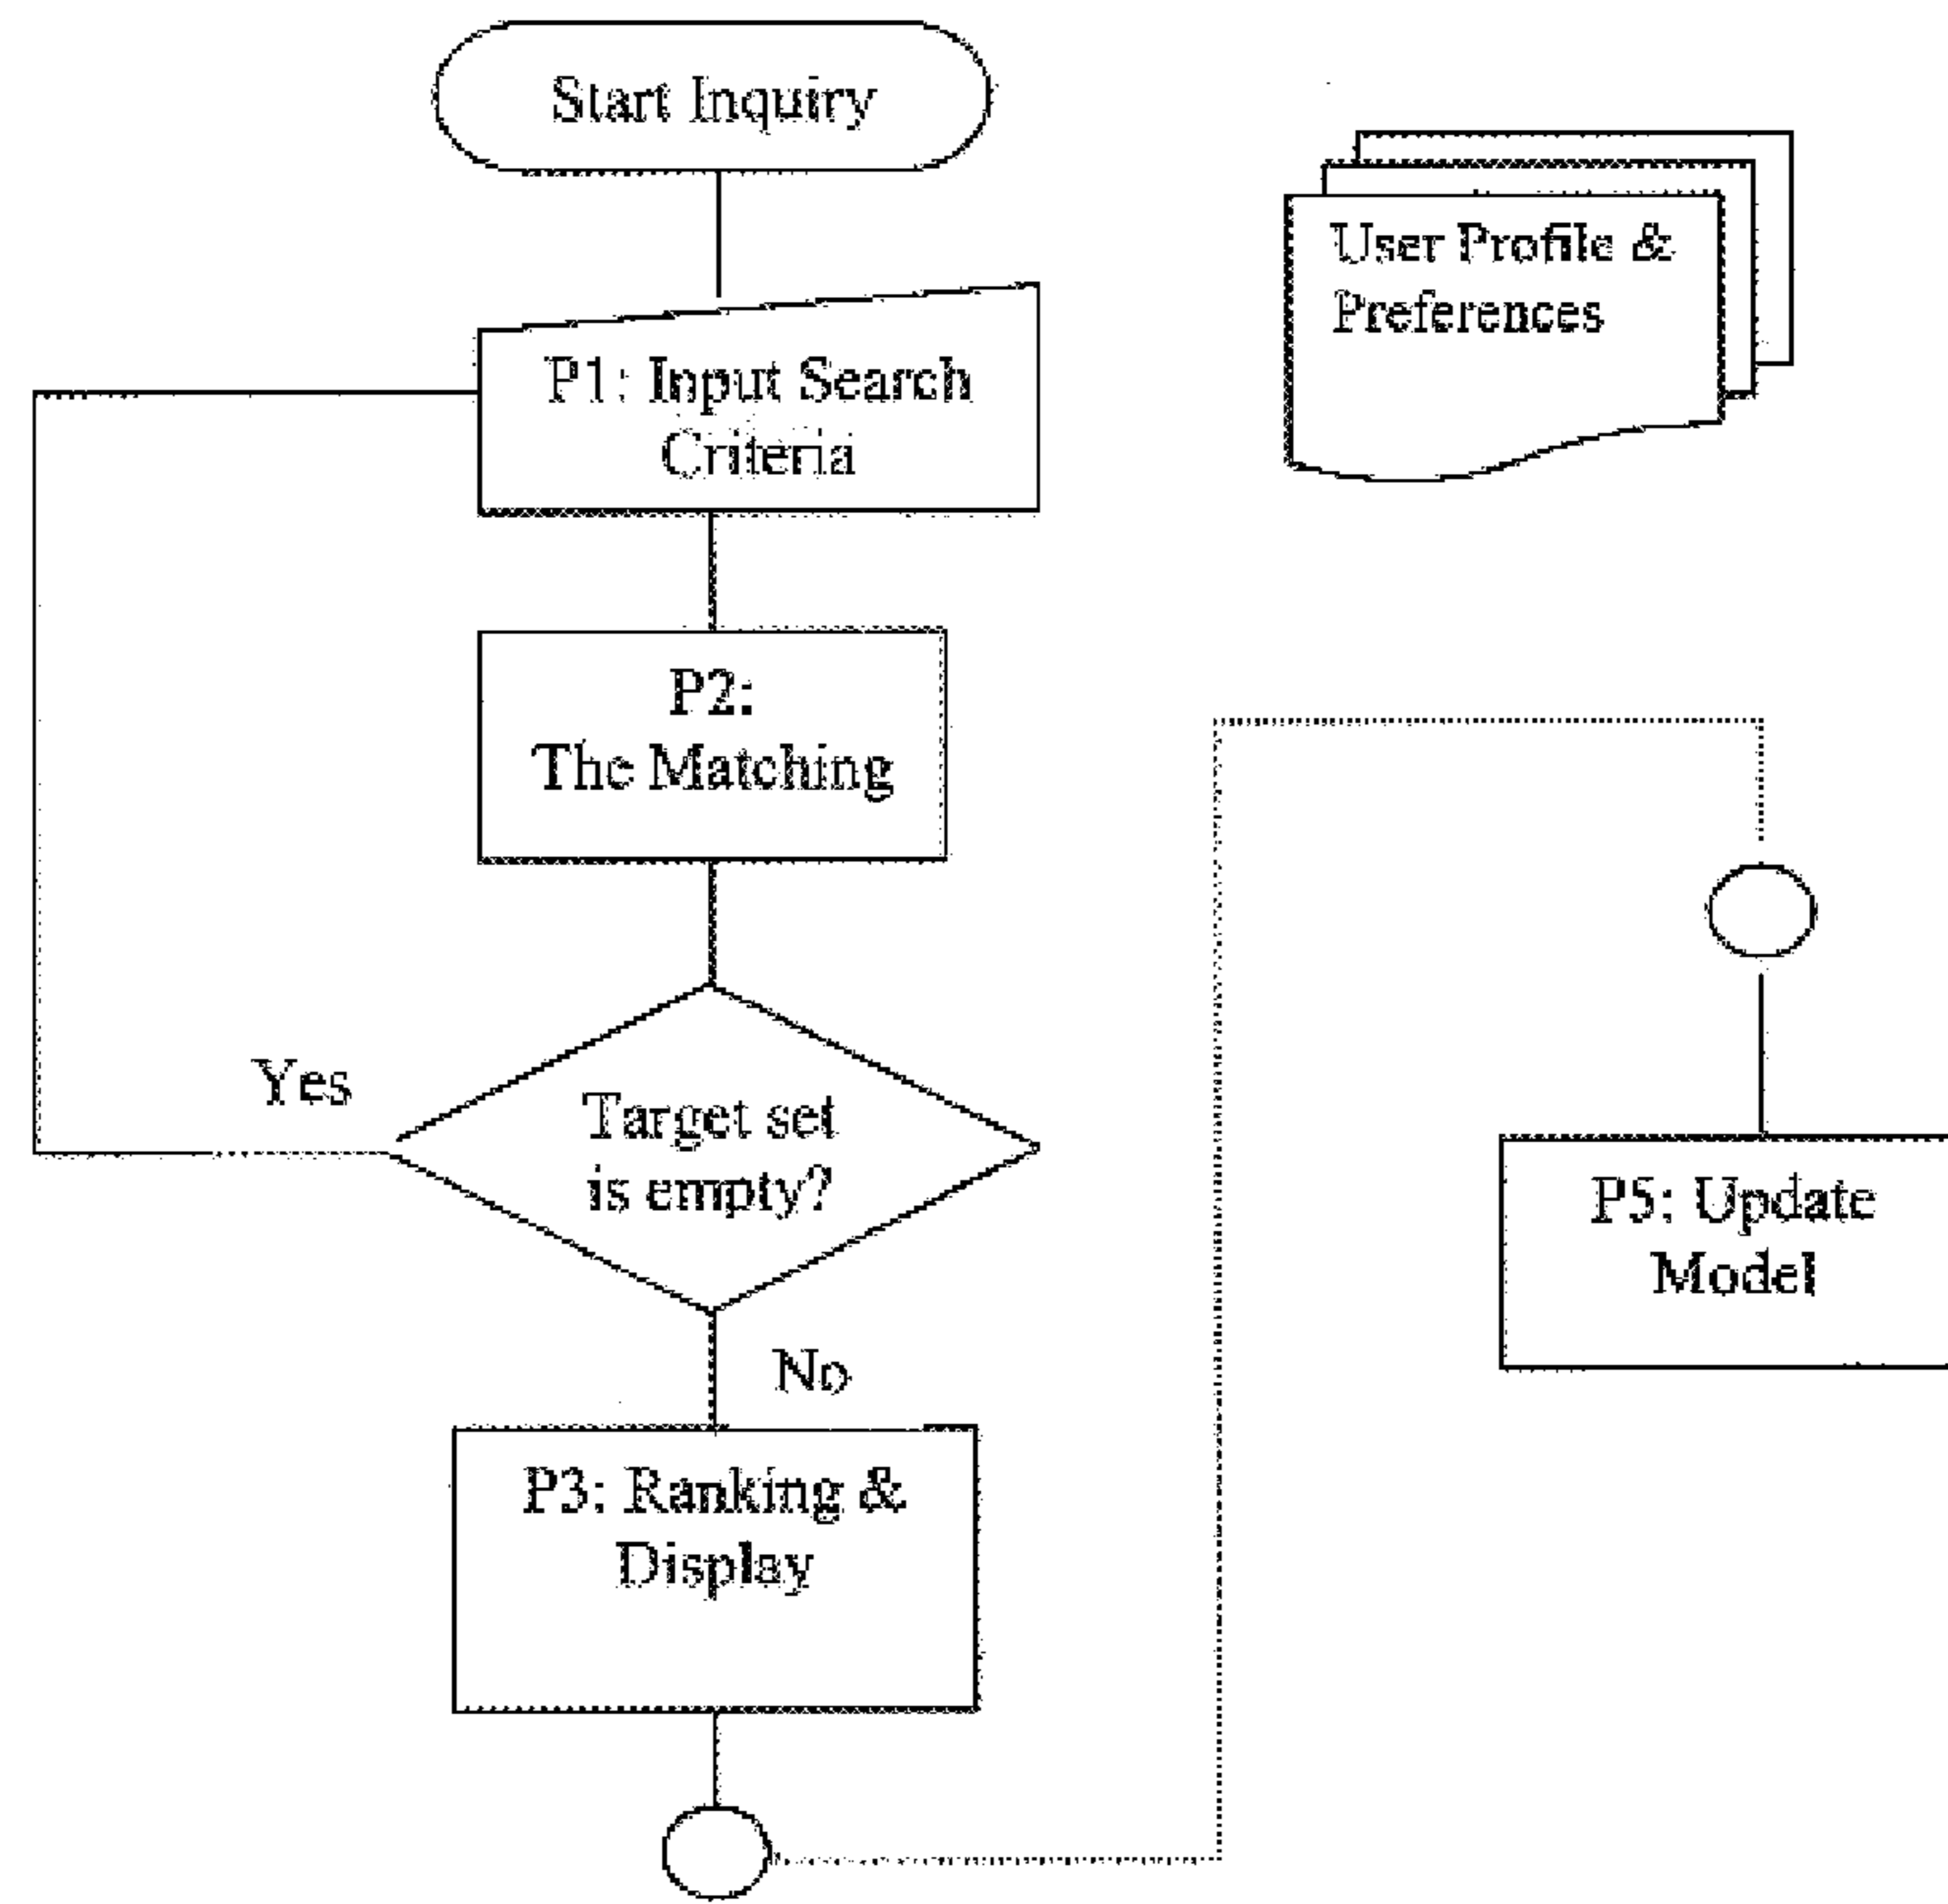 Start Inquiry
User Profile &
Preferences
P1: Input Search
Criteria
P2:
The Matching
Yes
Target set
is empty?
No
P3: Ranking &
Display
P5: Update
Model